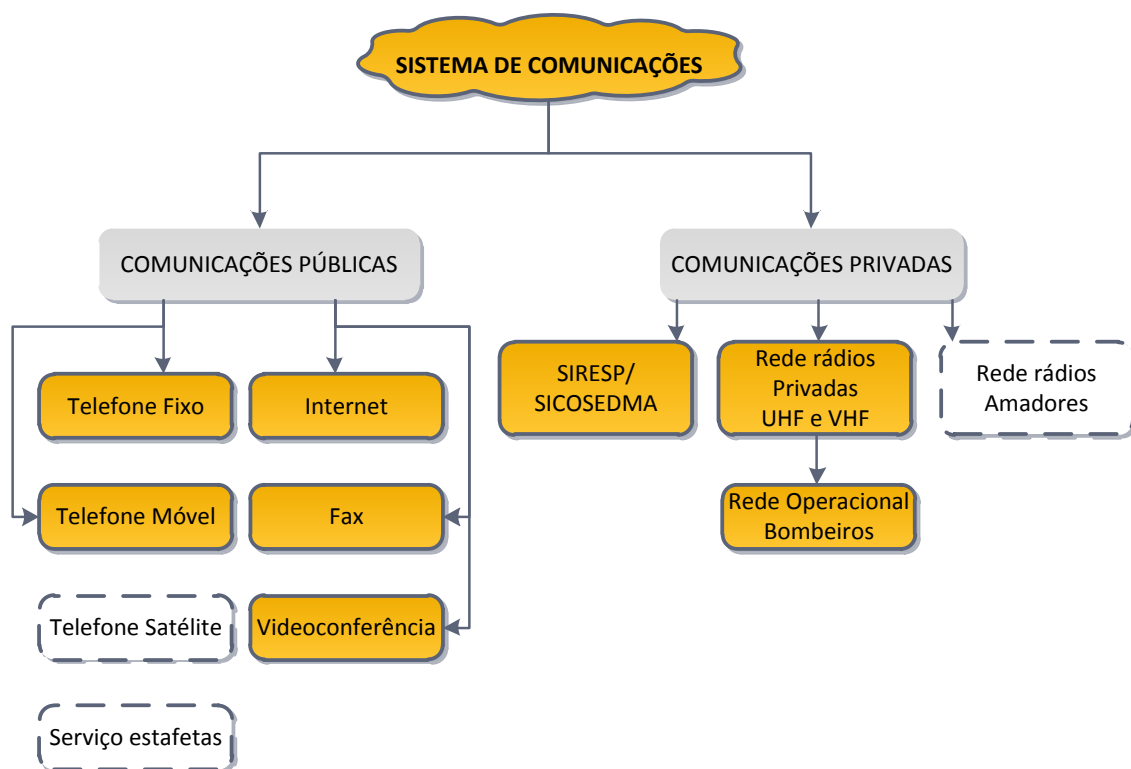 SISTEMA DE COMUNICAÇÕES
COMUNICAÇÕES PÚBLICAS
COMUNICAÇÕES PRIVADAS
Telefone Fixo
Internet
Telefone Móvel
Fax
Telefone Satélite
Videoconferência
Serviço estafetas
SIRESP/
SICOSEDMA
Rede rádios
Privadas
UHF e VHF
Rede rádios
Amadores
Rede Operacional
Bombeiros